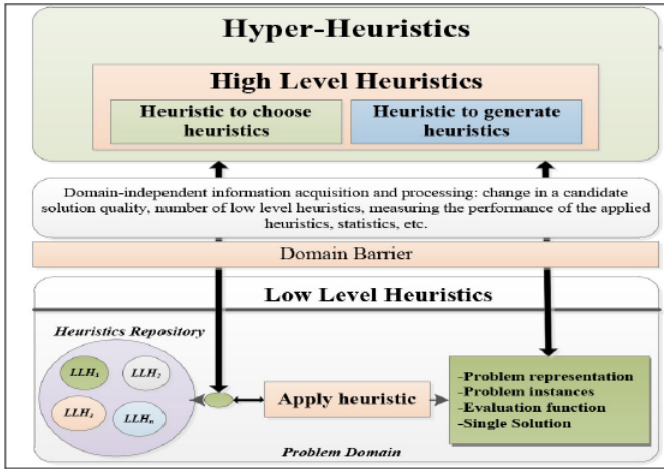 Hyper-Heuristics
High Level Heuristics
Heuristic to choose
heuristics
Heuristic to generate
heuristics
Domain-independent information acquisition and processing: change in a candidate
solution quality, number of low level heuristics, measuring the performance of the applied
heuristics, statistics, etc.
Domain Barrier
Low Level Heuristics
Heuristics Repository
LLH₁
LLH₂
LLHₙ
Apply heuristic
-Problem representation
-Problem instances
-Evaluation function
-Single Solution
Problem Domain